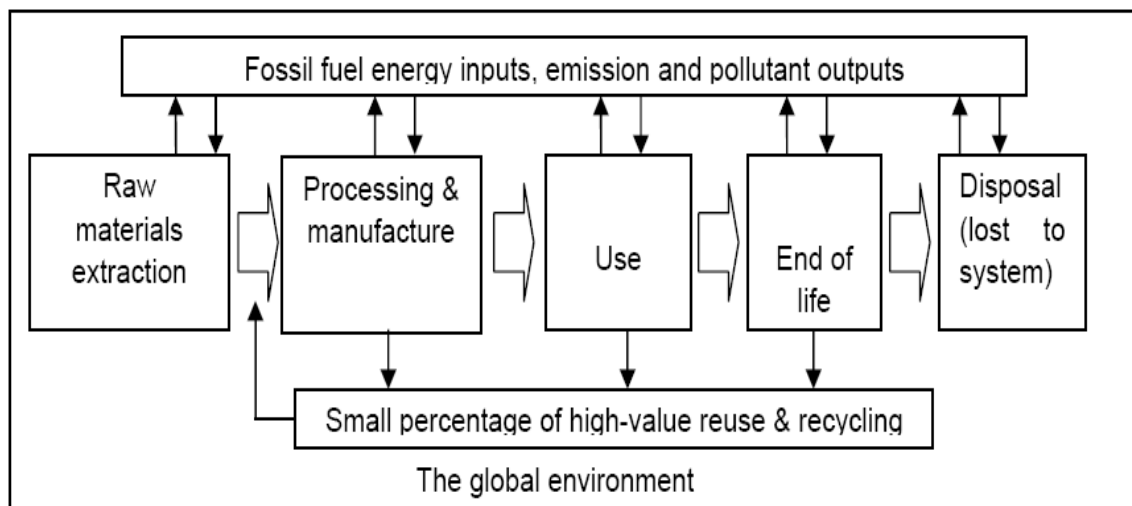 Fossil fuel energy inputs, emission and pollutant outputs
Raw
materials
extraction
Processing &
manufacture
Use
End of
life
Disposal
(lost to
system)
Small percentage of high-value reuse & recycling
The global environment